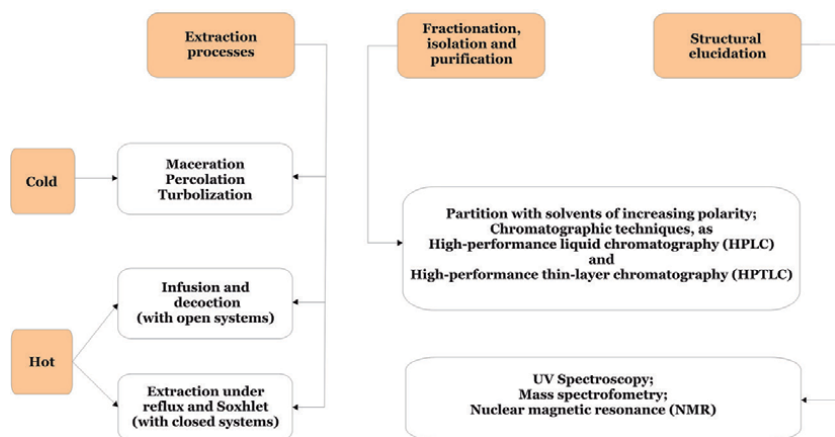 Extraction
processes
Fractionation,
isolation and
purification
Structural
elucidation
Cold
Maceration
Percolation
Turbolization
Partition with solvents of increasing polarity;
Chromatographic techniques, as
High-performance liquid chromatography (HPLC)
and
High-performance thin-layer chromatography (HPTLC)
Hot
Infusion and
decoction
(with open systems)
Extraction under
reflux and Soxhlet
(with closed systems)
UV Spectroscopy;
Mass spectrofometry;
Nuclear magnetic resonance (NMR)